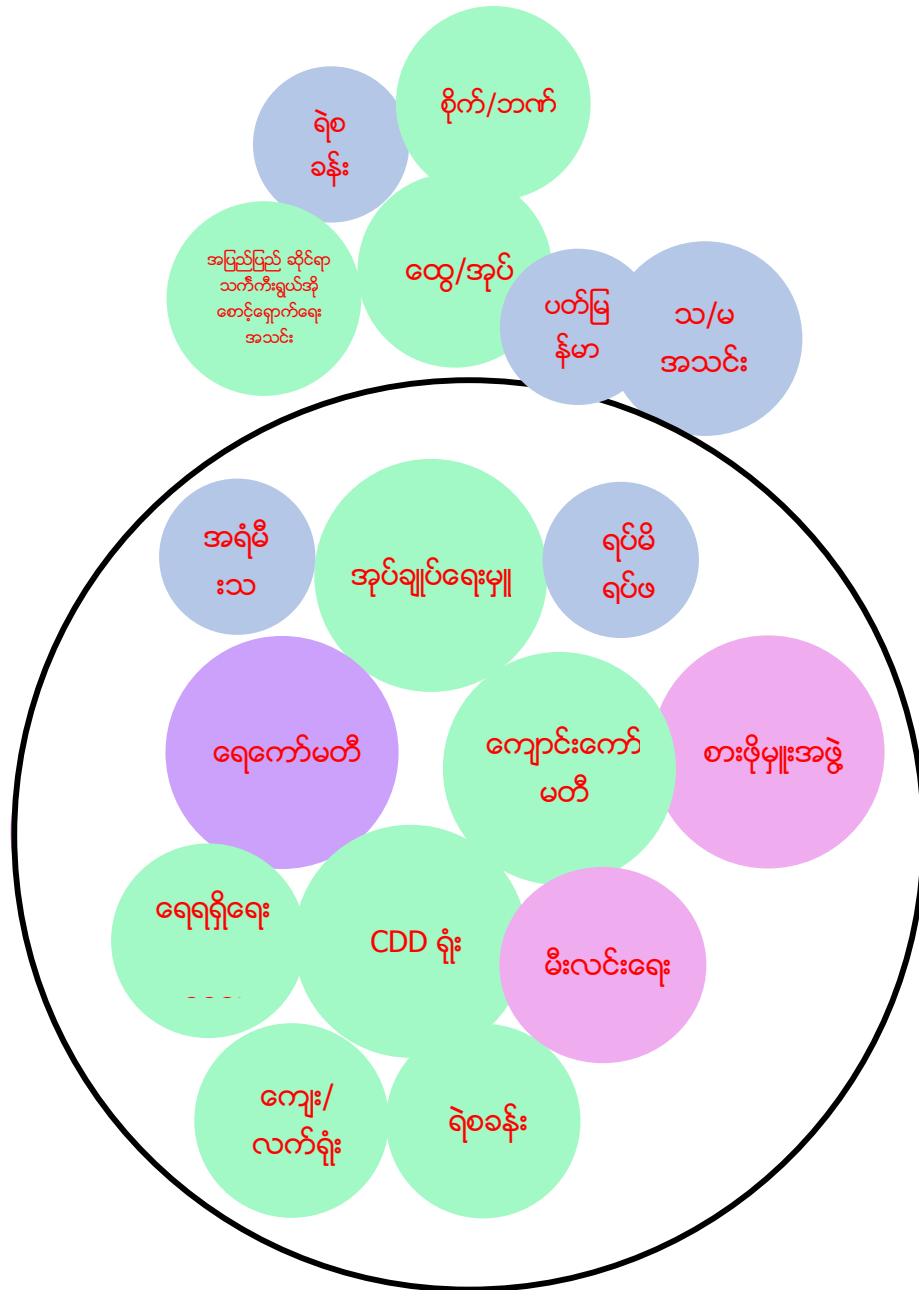 စိုက်/ဘဏ်
ရဲစ
ခန်း
အပြည်ပြည် ဆိုင်ရာ
သက်ကီးရွယ်အို
စောင့်ရှောက်ရေး
အသင်း
ထွေ/အုပ်
ပတ်မြ
န်မာ
သ/မ
အသင်း
အရံမီ
းသ
အုပ်ချုပ်ရေးမှူ
ရပ်မိ
ရပ်ဖ
ရေကော်မတီ
ကျောင်းကော်
မတီ
စားဖိုမှူးအဖွဲ့
ရေရရှိရေး
CDD ရုံး
မီးလင်းရေး
ကျေး/
လက်ရုံး
ရဲစခန်း